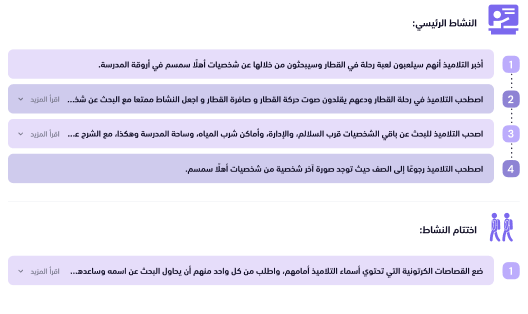 النشاط الرئيسي:
1 أخبر التلاميذ أنهم سيلعبون لعبة رحلة في القطار وسيبحثون من خلالها عن شخصيات أهلًا سمسم في أروقة المدرسة.
2 اصطحب التلاميذ في رحلة القطار ودعهم يقلدون صوت حركة القطار و صافرة القطار و اجعل النشاط ممتعا مع البحث عن شخـ... اقرأ المزيد
3 اصحب التلاميذ للبحث عن باقي الشخصيات قرب السلالم، والإدارة، وأماكن شرب المياه، وساحة المدرسة وهكذا، مع الشرح عـ... اقرأ المزيد
4 اصطحب التلاميذ رجوعًا إلى الصف حيث توجد صورة آخر شخصية من شخصيات أهلًا سمسم.
اختتام النشاط:
1 ضع القصاصات الكرتونية التي تحتوي أسماء التلاميذ أمامهم، واطلب من كل واحد منهم أن يحاول البحث عن اسمه وساعدهـ... اقرأ المزيد